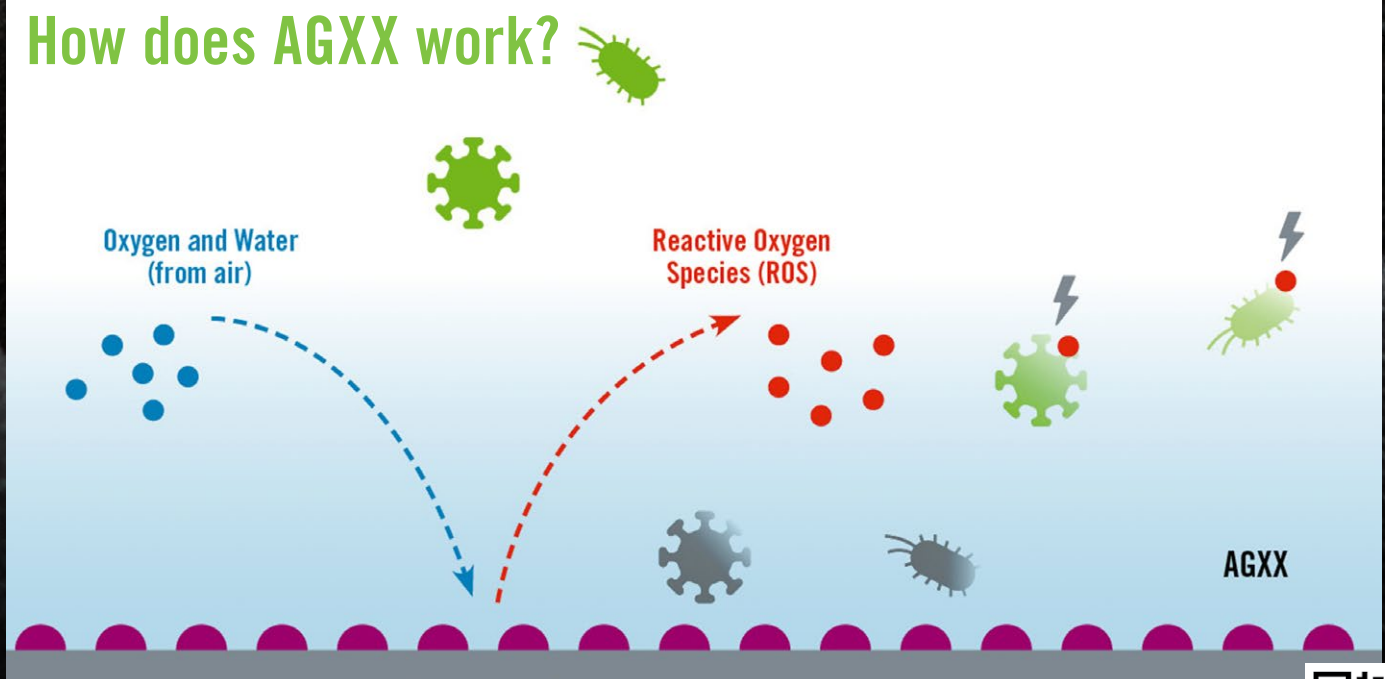 How does AGXX work?
Oxygen and Water
(from air)
Reactive Oxygen
Species (ROS)
AGXX